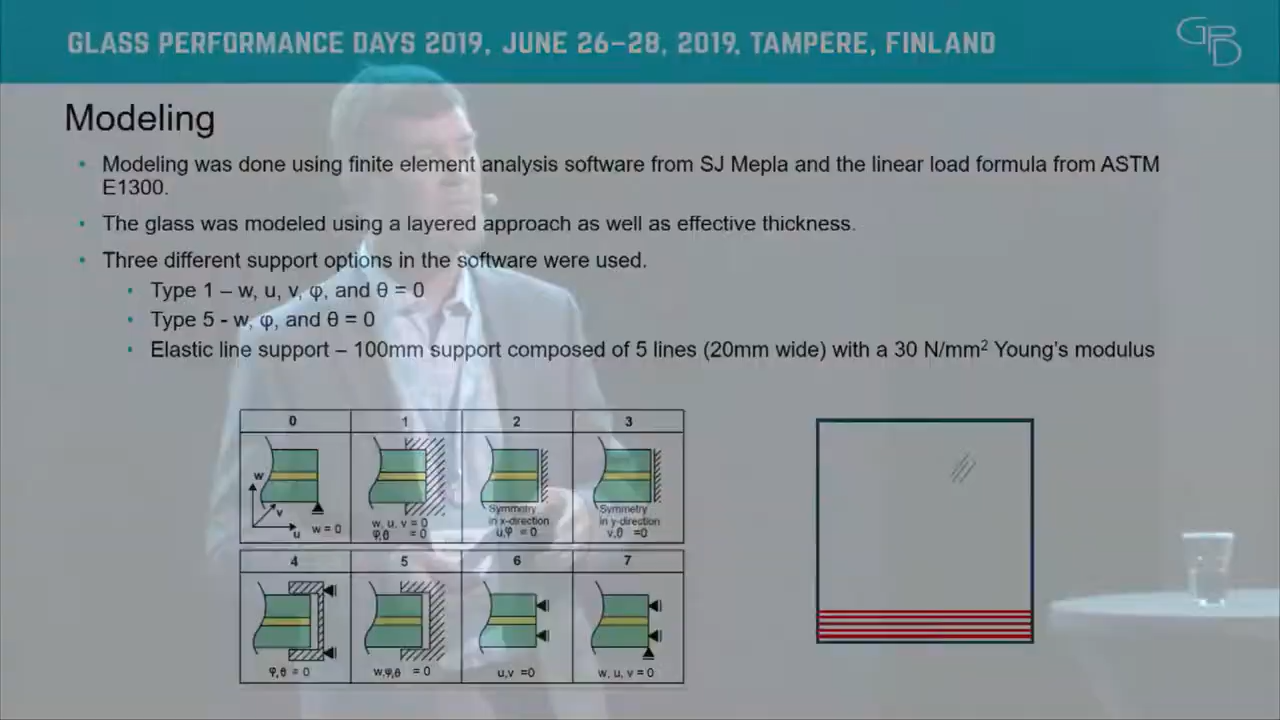 GLASS PERFORMANCE DAYS 2019, JUNE 26–28, 2019, TAMPERE, FINLAND
GPD
Modeling
• Modeling was done using finite element analysis software from SJ Mepla and the linear load formula from ASTM
E1300.
• The glass was modeled using a layered approach as well as effective thickness.
• Three different support options in the software were used.
• Type 1 – w, u, v, φ, and θ = 0
• Type 5 - w, φ, and θ = 0
• Elastic line support – 100mm support composed of 5 lines (20mm wide) with a 30 N/mm² Young's modulus
0 1 2 3
w
v
u
w = 0
w, u, v = 0
φ,θ = 0
Symmetry
in x-direction
u,φ = 0
Symmetry
in y-direction
v,θ =0
4 5 6 7
φ,θ = 0
w,φ,θ = 0
u,v =0
w, u, v = 0